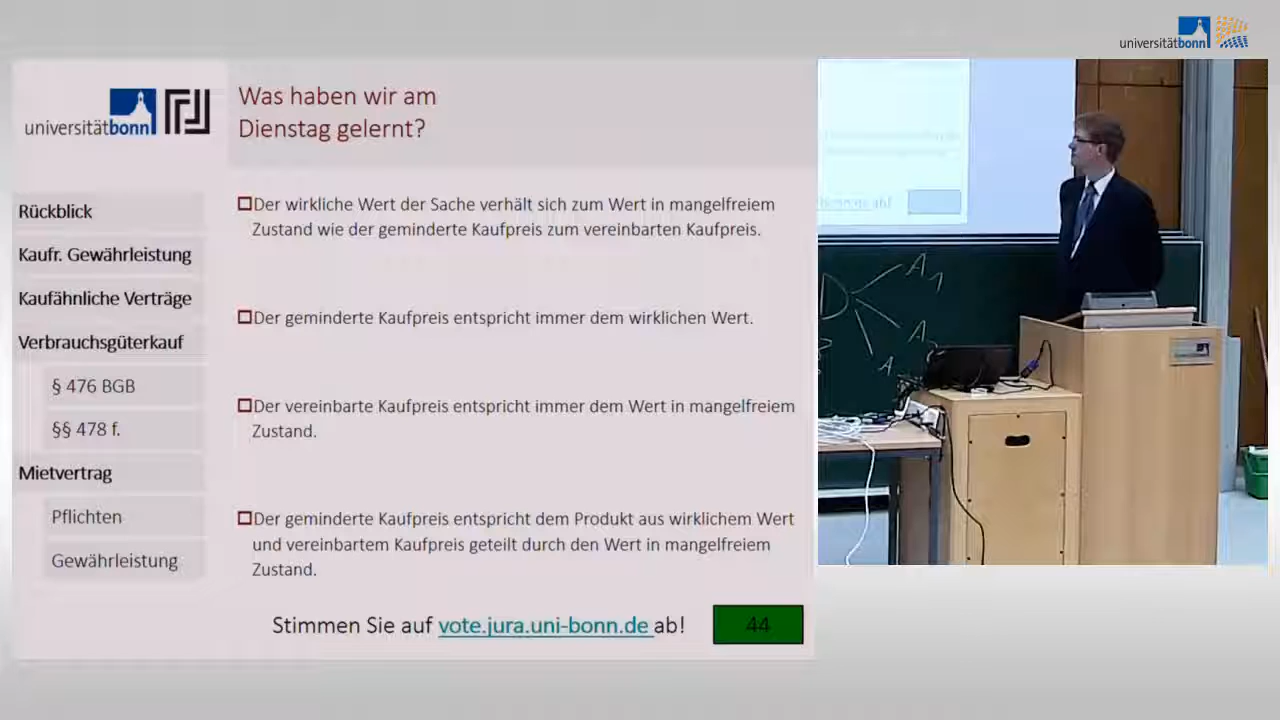 universitätbonn
universitätbonn
Was haben wir am
Dienstag gelernt?
Rückblick
Kaufr. Gewährleistung
Kaufähnliche Verträge
Verbrauchsgüterkauf
§ 476 BGB
§§ 478 f.
Mietvertrag
Pflichten
Gewährleistung
Der wirkliche Wert der Sache verhält sich zum Wert in mangelfreiem
Zustand wie der geminderte Kaufpreis zum vereinbarten Kaufpreis.
Der geminderte Kaufpreis entspricht immer dem wirklichen Wert.
Der vereinbarte Kaufpreis entspricht immer dem Wert in mangelfreiem
Zustand.
Der geminderte Kaufpreis entspricht dem Produkt aus wirklichem Wert
und vereinbartem Kaufpreis geteilt durch den Wert in mangelfreiem
Zustand.
Stimmen Sie auf vote.jura.uni-bonn.de ab!
44
D
A1
A
A